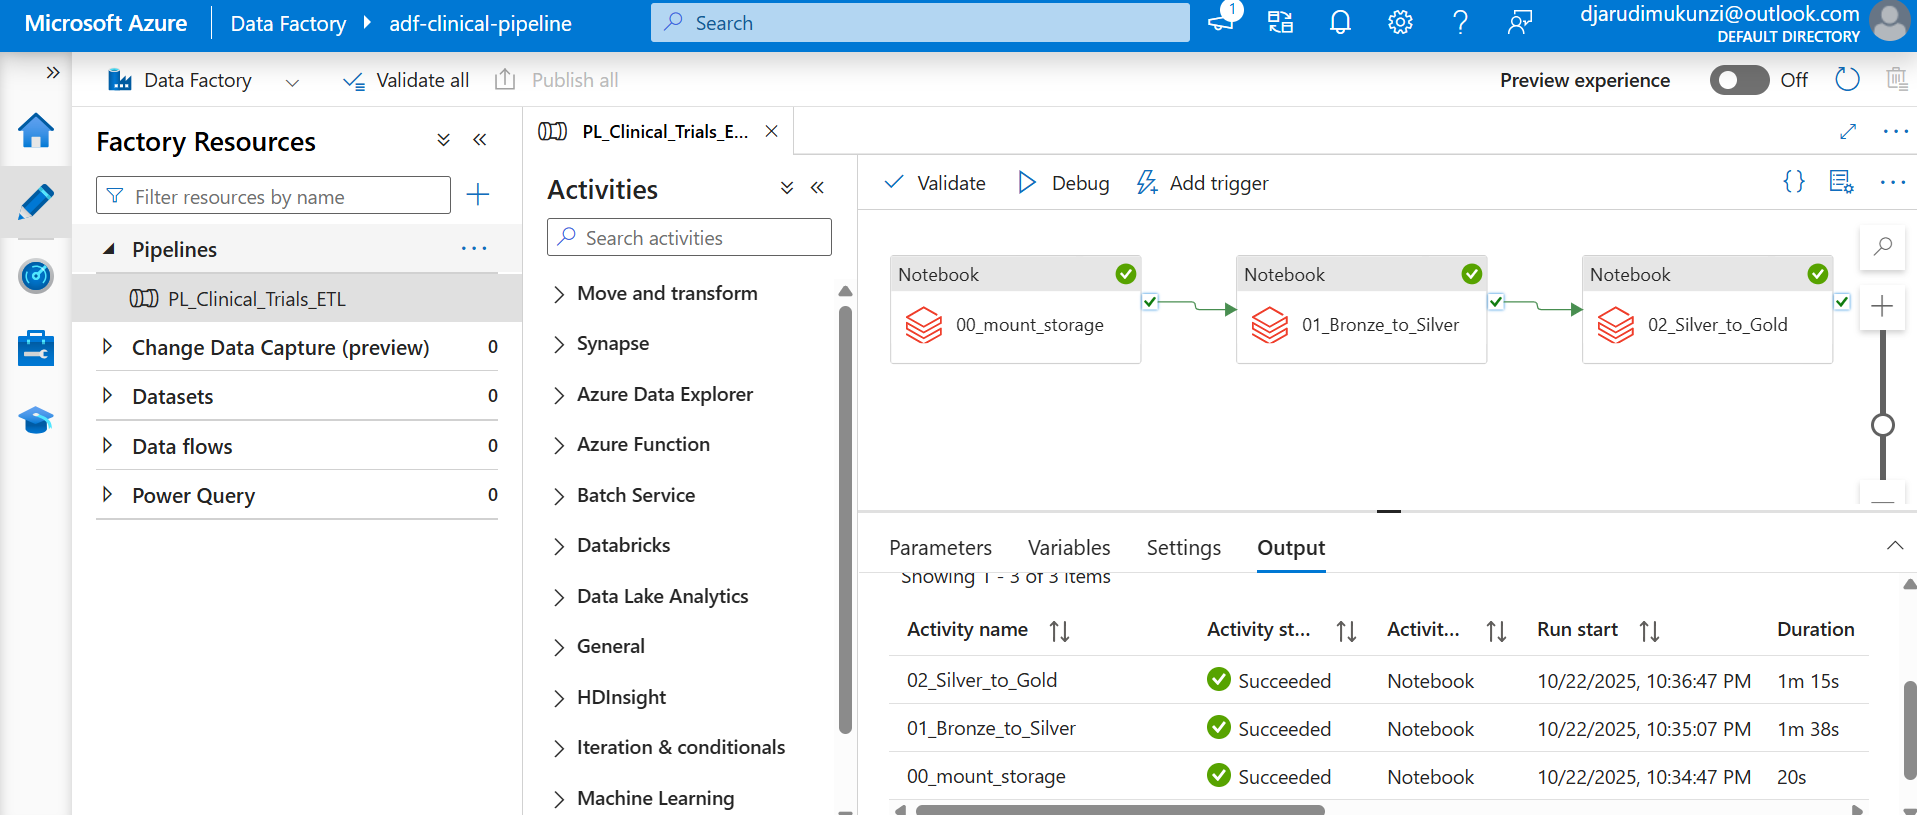 Microsoft Azure
Data Factory
adf-clinical-pipeline
Search
1
djarudimukunzi@outlook.com
DEFAULT DIRECTORY
Data Factory
Validate all
Publish all
Preview experience
Off
Factory Resources
Filter resources by name
Pipelines
PL_Clinical_Trials_ETL
Change Data Capture (preview) 0
Datasets 0
Data flows 0
Power Query 0
PL_Clinical_Trials_E...
Activities
Search activities
Move and transform
Synapse
Azure Data Explorer
Azure Function
Batch Service
Databricks
Data Lake Analytics
General
HDInsight
Iteration & conditionals
Machine Learning
Validate
Debug
Add trigger
Notebook
00_mount_storage
Notebook
01_Bronze_to_Silver
Notebook
02_Silver_to_Gold
Parameters
Variables
Settings
Output
Showing 1 - 3 of 3 items
Activity name Activity st... Activit... Run start Duration
02_Silver_to_Gold Succeeded Notebook 10/22/2025, 10:36:47 PM 1m 15s
01_Bronze_to_Silver Succeeded Notebook 10/22/2025, 10:35:07 PM 1m 38s
00_mount_storage Succeeded Notebook 10/22/2025, 10:34:47 PM 20s